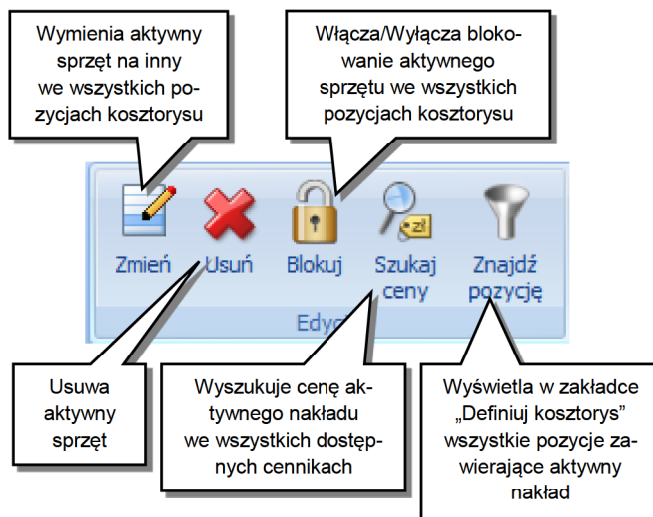 Wymienia aktywny
sprzęt na inny
we wszystkich po-
zycjach kosztorysu
Włącza/Wyłącza bloko-
wanie aktywnego
sprzętu we wszystkich
pozycjach kosztorysu
zł
Zmień
Usuń
Blokuj
Szukaj
ceny
Znajdź
pozycję
Usuwa
aktywny
sprzęt
Wyszukuje cenę ak-
tywnego nakładu
we wszystkich dostęp-
nych cennikach
Wyświetla w zakładce
„Definiuj kosztorys”
wszystkie pozycje za-
wierające aktywny
nakład